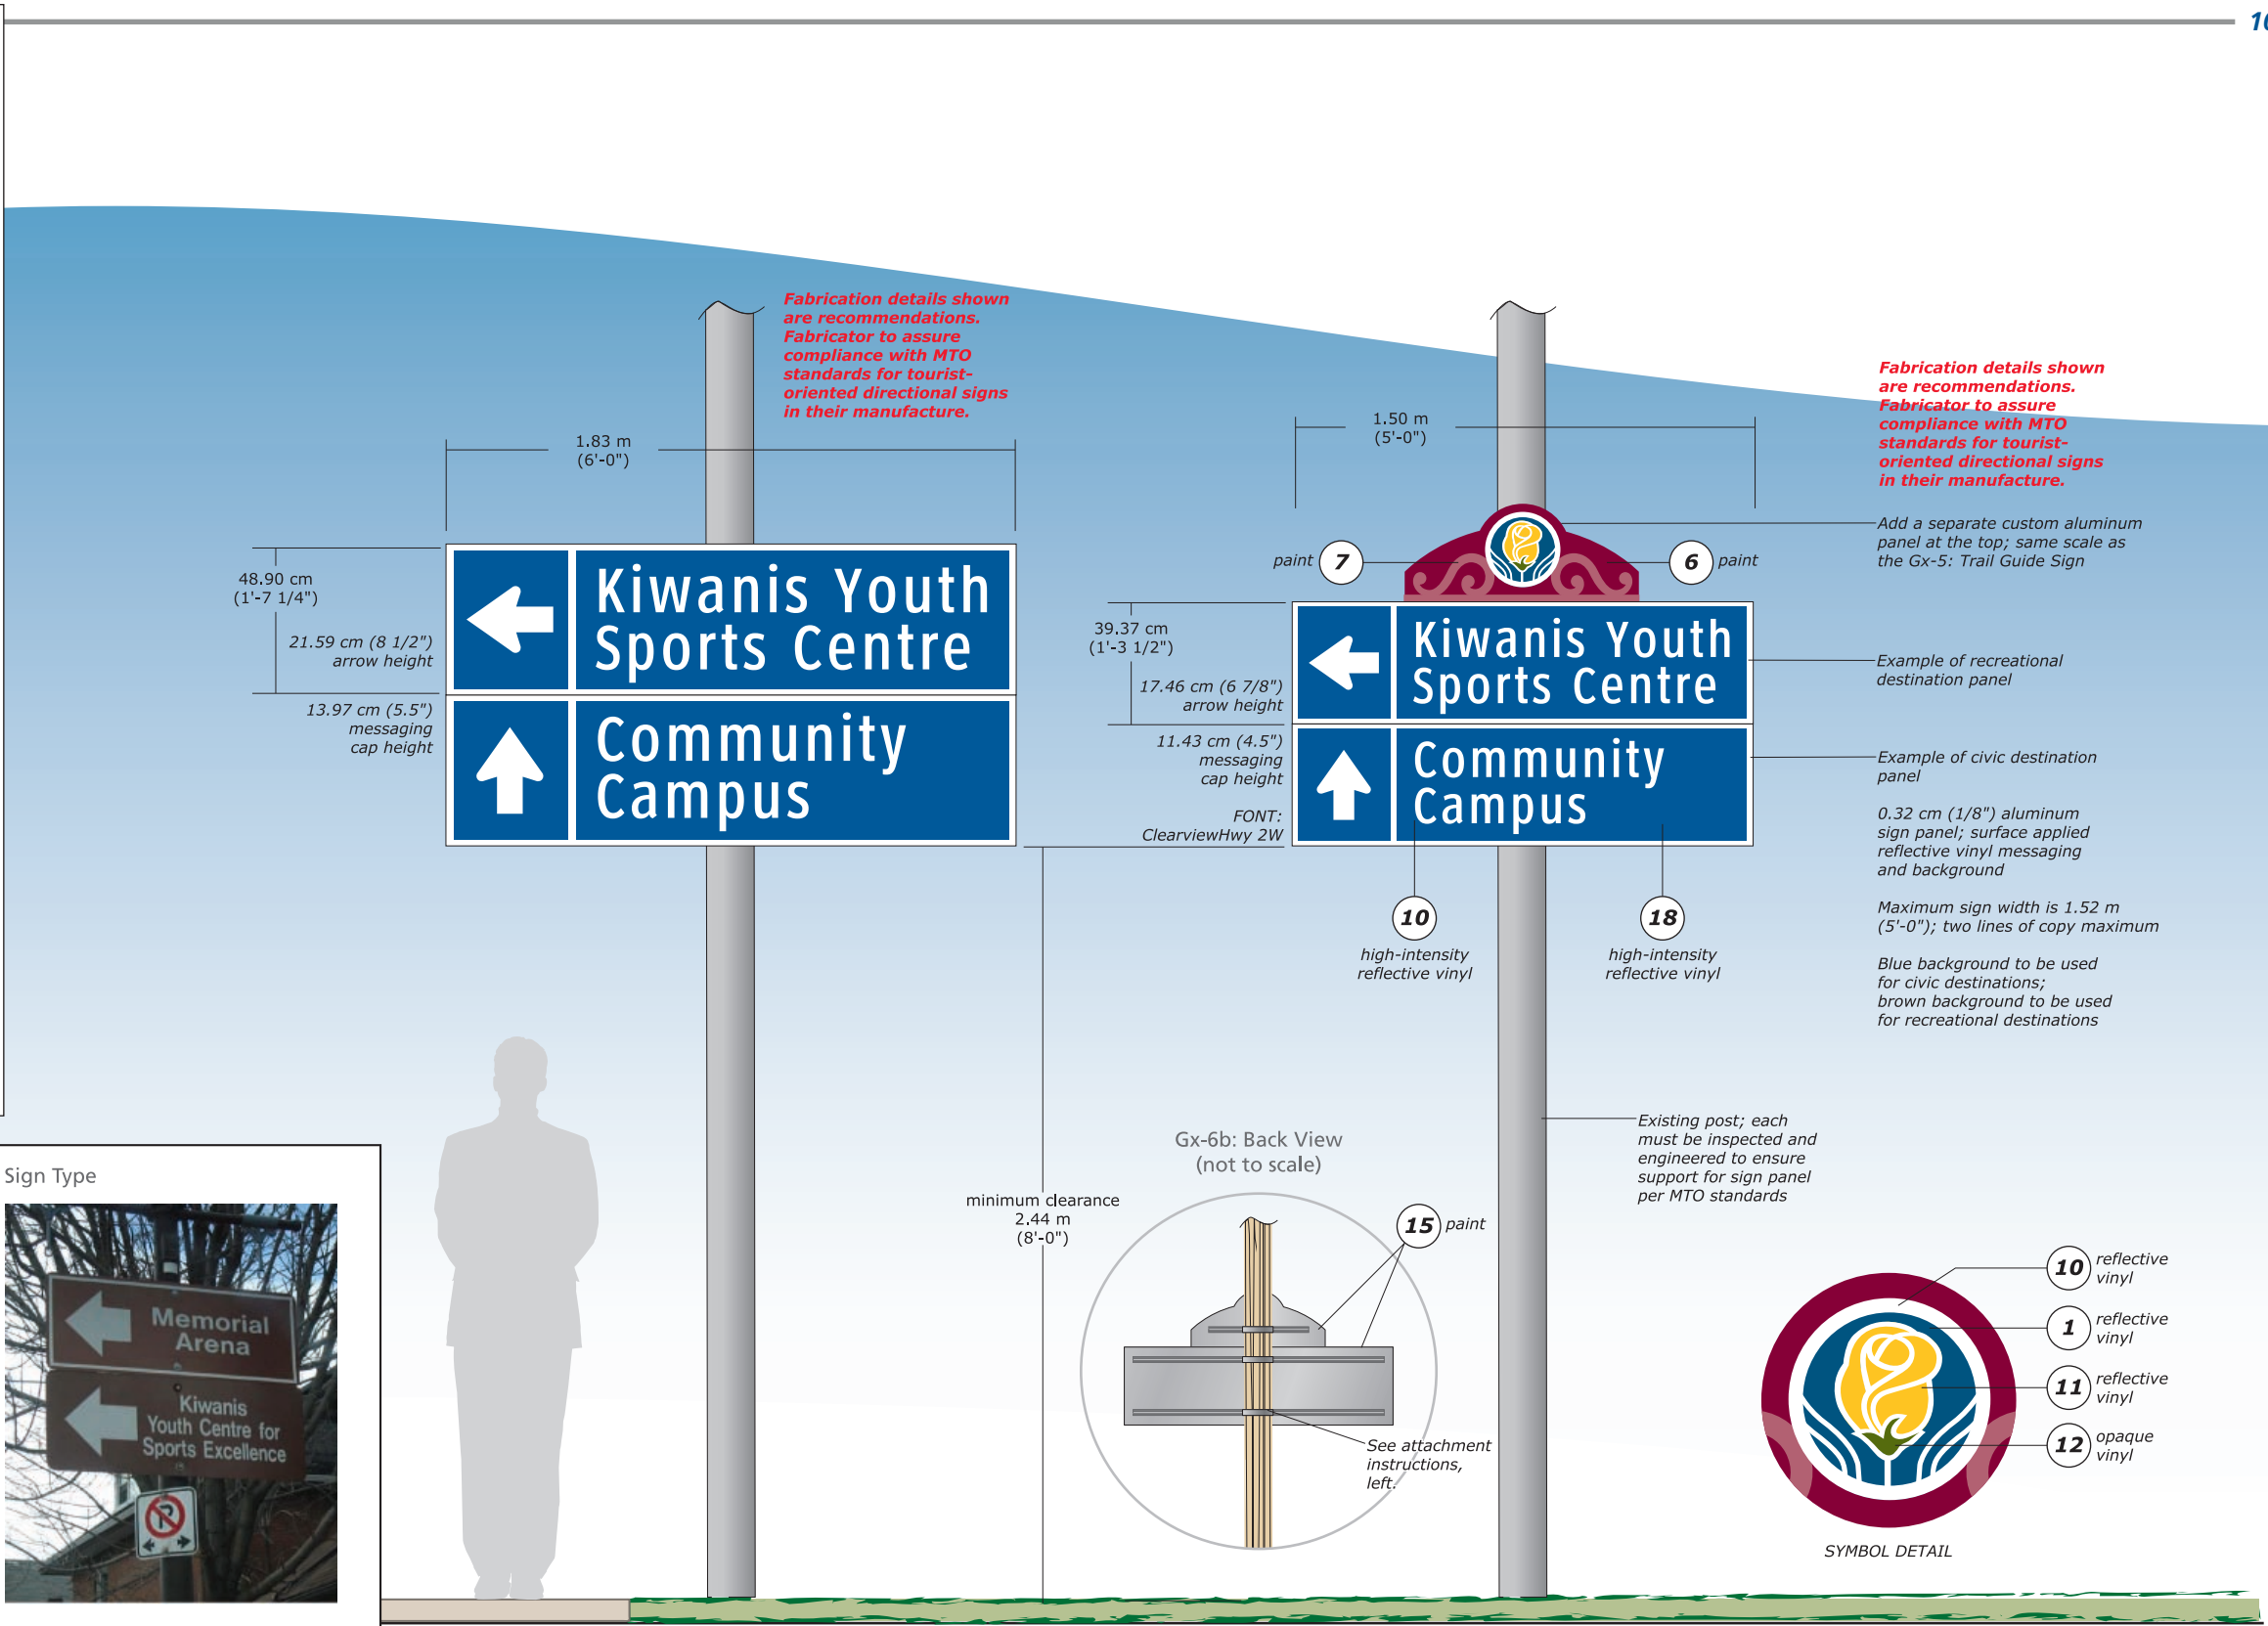 Fabrication details shown
are recommendations.
Fabricator to assure
compliance with MTO
standards for tourist-
oriented directional signs
in their manufacture.
1.83 m
(6'-0")
48.90 cm
(1'-7 1/4")
21.59 cm (8 1/2")
arrow height
13.97 cm (5.5")
messaging
cap height
Kiwanis Youth
Sports Centre
Community
Campus
Fabrication details shown
are recommendations.
Fabricator to assure
compliance with MTO
standards for tourist-
oriented directional signs
in their manufacture.
1.50 m
(5'-0")
paint 7
6 paint
39.37 cm
(1'-3 1/2")
17.46 cm (6 7/8")
arrow height
11.43 cm (4.5")
messaging
cap height
FONT:
ClearviewHwy 2W
Kiwanis Youth
Sports Centre
Community
Campus
10
high-intensity
reflective vinyl
18
high-intensity
reflective vinyl
Add a separate custom aluminum
panel at the top; same scale as
the Gx-5: Trail Guide Sign
Example of recreational
destination panel
Example of civic destination
panel
0.32 cm (1/8") aluminum
sign panel; surface applied
reflective vinyl messaging
and background
Maximum sign width is 1.52 m
(5'-0"); two lines of copy maximum
Blue background to be used
for civic destinations;
brown background to be used
for recreational destinations
Existing post; each
must be inspected and
engineered to ensure
support for sign panel
per MTO standards
minimum clearance
2.44 m
(8'-0")
Gx-6b: Back View
(not to scale)
15 paint
See attachment
instructions,
left.
10 reflective
vinyl
1 reflective
vinyl
11 reflective
vinyl
12 opaque
vinyl
SYMBOL DETAIL
Sign Type
Memorial
Arena
Kiwanis
Youth Centre for
Sports Excellence
P